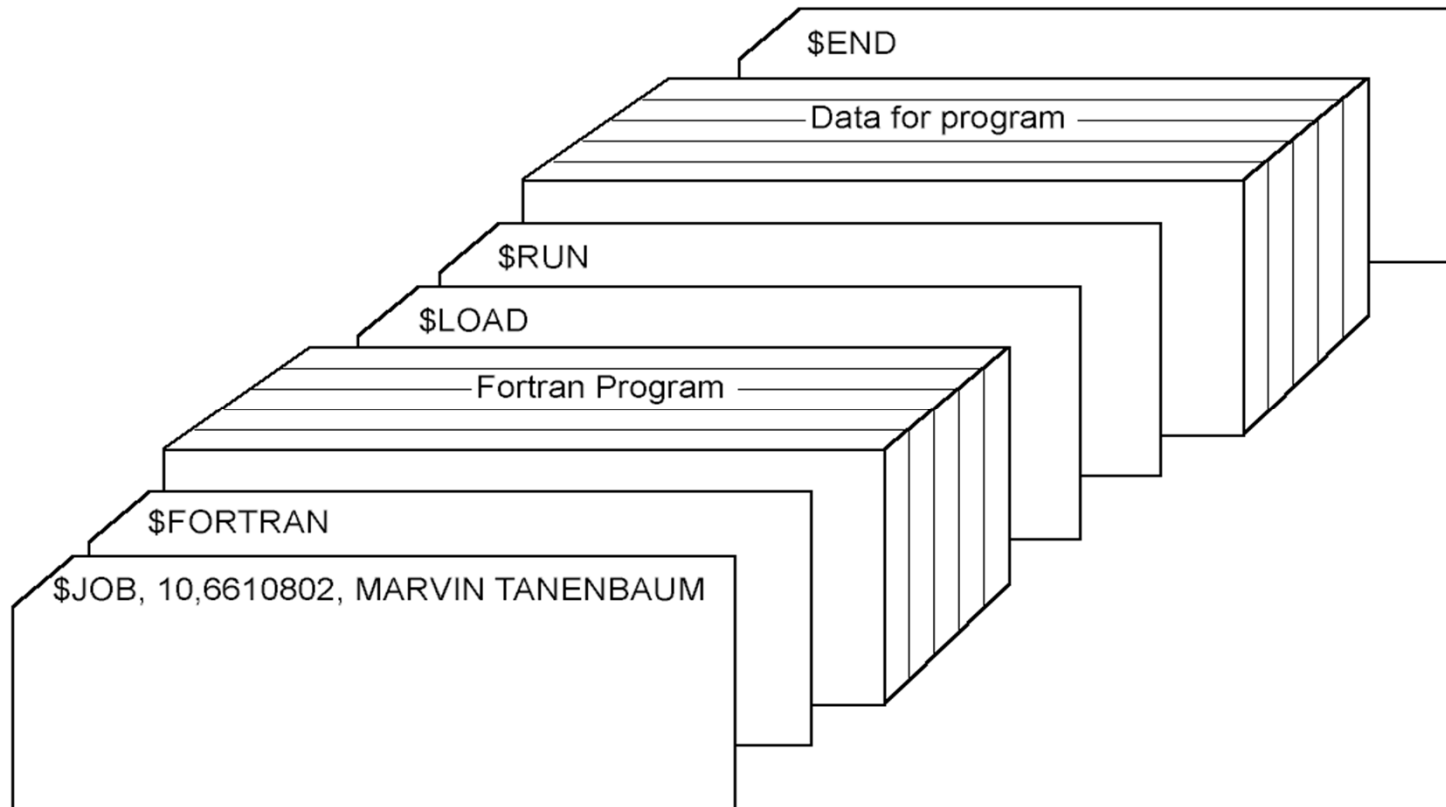 $END
Data for program
$RUN
$LOAD
Fortran Program
$FORTRAN
$JOB, 10,6610802, MARVIN TANENBAUM